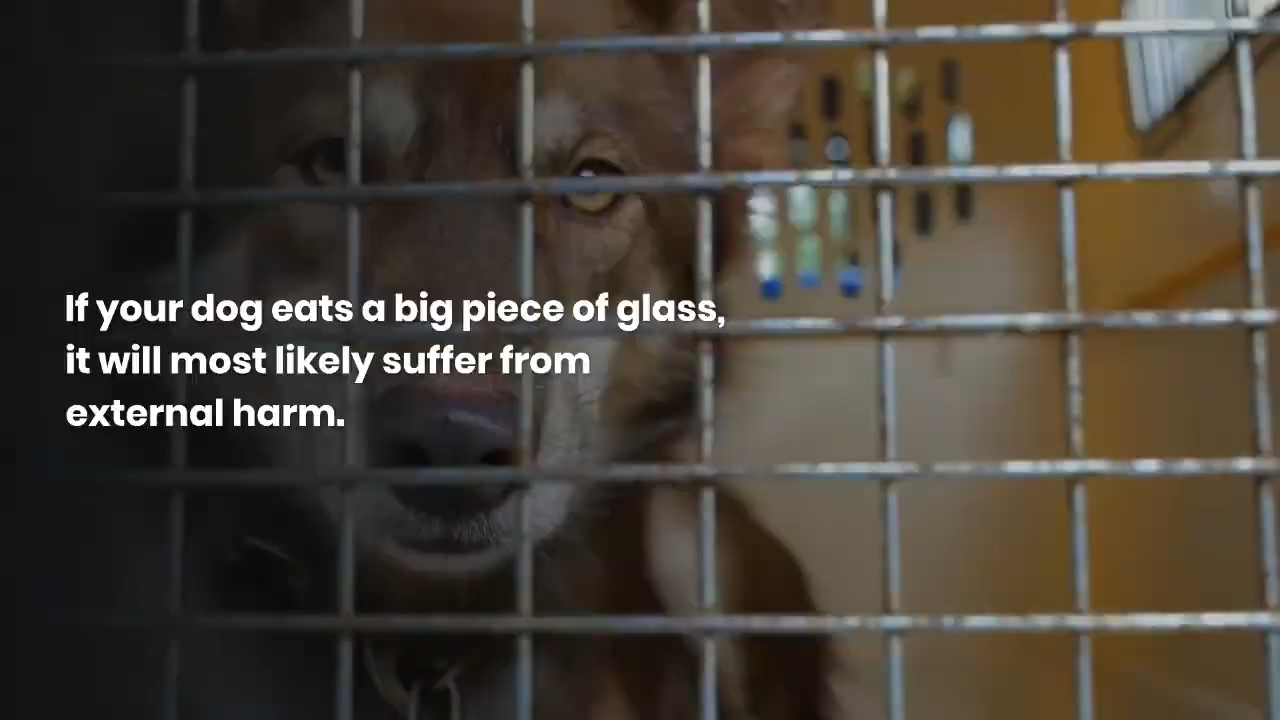 If your dog eats a big piece of glass,
it will most likely suffer from
external harm.